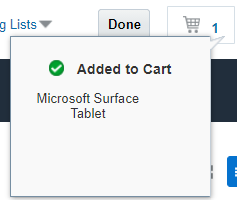 g Lists
Done
1
Added to Cart
Microsoft Surface
Tablet